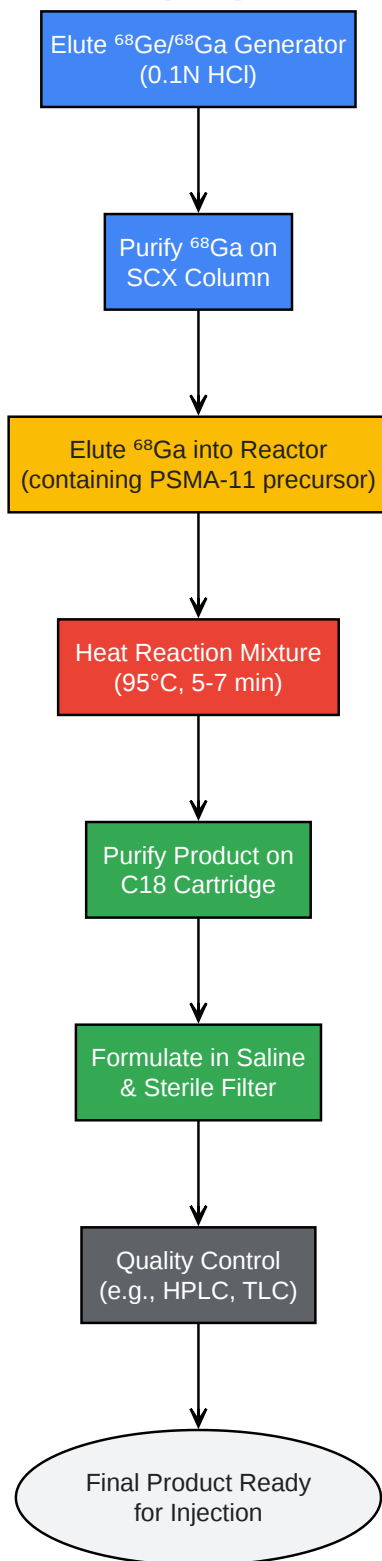 Elute ⁶⁸Ge/⁶⁸Ga Generator
(0.1N HCl)
Purify ⁶⁸Ga on
SCX Column
Elute ⁶⁸Ga into Reactor
(containing PSMA-11 precursor)
Heat Reaction Mixture
(95°C, 5-7 min)
Purify Product on
C18 Cartridge
Formulate in Saline
& Sterile Filter
Quality Control
(e.g., HPLC, TLC)
Final Product Ready
for Injection